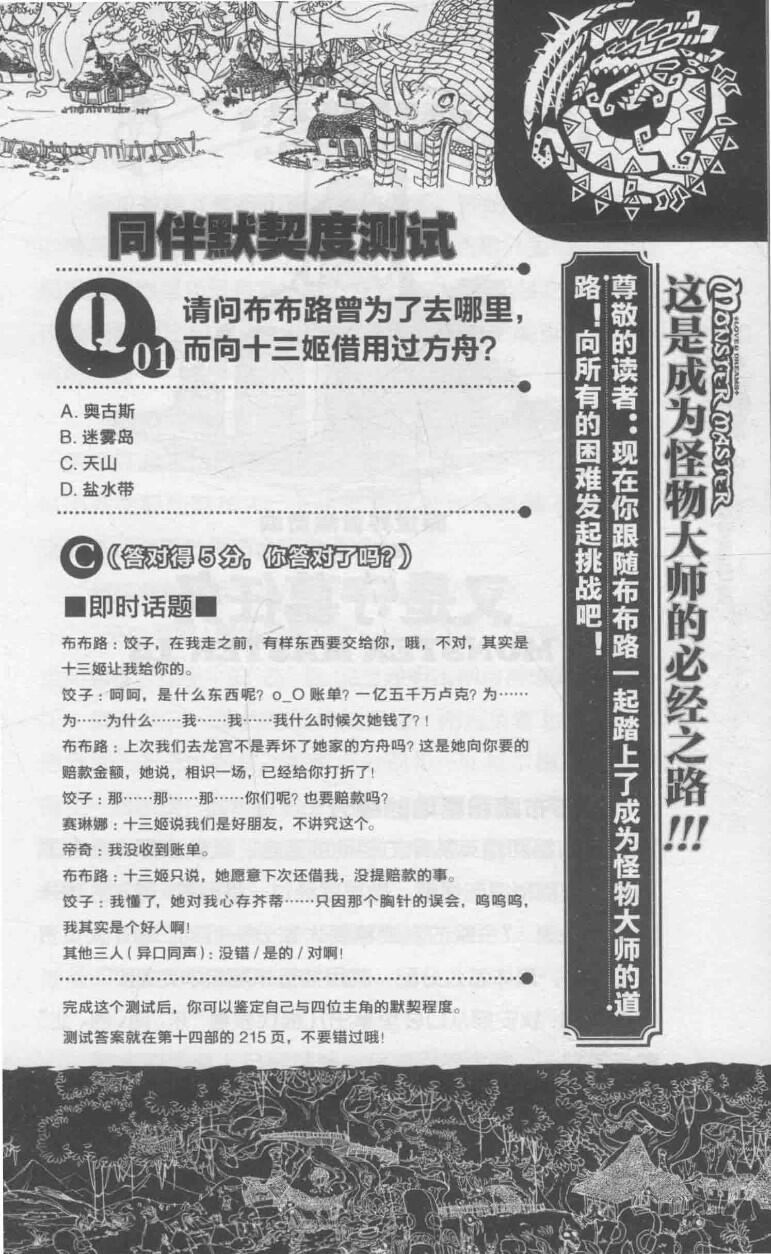 同伴默契度测试
Q 01
请问布布路曾为了去哪里，
而向十三姬借用过方舟？
A. 奥古斯
B. 迷雾岛
C. 天山
D. 盐水带
C（答对得5分，你答对了吗？）
■即时话题■
布布路：饺子，在我走之前，有样东西要交给你，哦，不对，其实是
十三姬让我给你的。
饺子：呵呵，是什么东西呢？o_O 账单？一亿五千万卢克？为……
为……为什么……我……我……我什么时候欠她钱了？！
布布路：上次我们去龙宫不是弄坏了她家的方舟吗？这是她向你要的
赔款金额，她说，相识一场，已经给你打折了！
饺子：那……那……那……你们呢？也要赔款吗？
赛琳娜：十三姬说我们是好朋友，不讲究这个。
帝奇：我没收到账单。
布布路：十三姬只说，她愿意下次还借我，没提赔款的事。
饺子：我懂了，她对我心存芥蒂……只因那个胸针的误会，呜呜呜，
我其实是个好人啊！
其他三人（异口同声）：没错/是的/对啊！
完成这个测试后，你可以鉴定自己与四位主角的默契程度。
测试答案就在第十四部的215页，不要错过哦！
MONSTER MASTER
LOVE&DREAMS
这是成为怪物大师的必经之路!!!
尊敬的读者：现在你跟随布布路一起踏上了成为怪物大师的道
路！向所有的困难发起挑战吧！